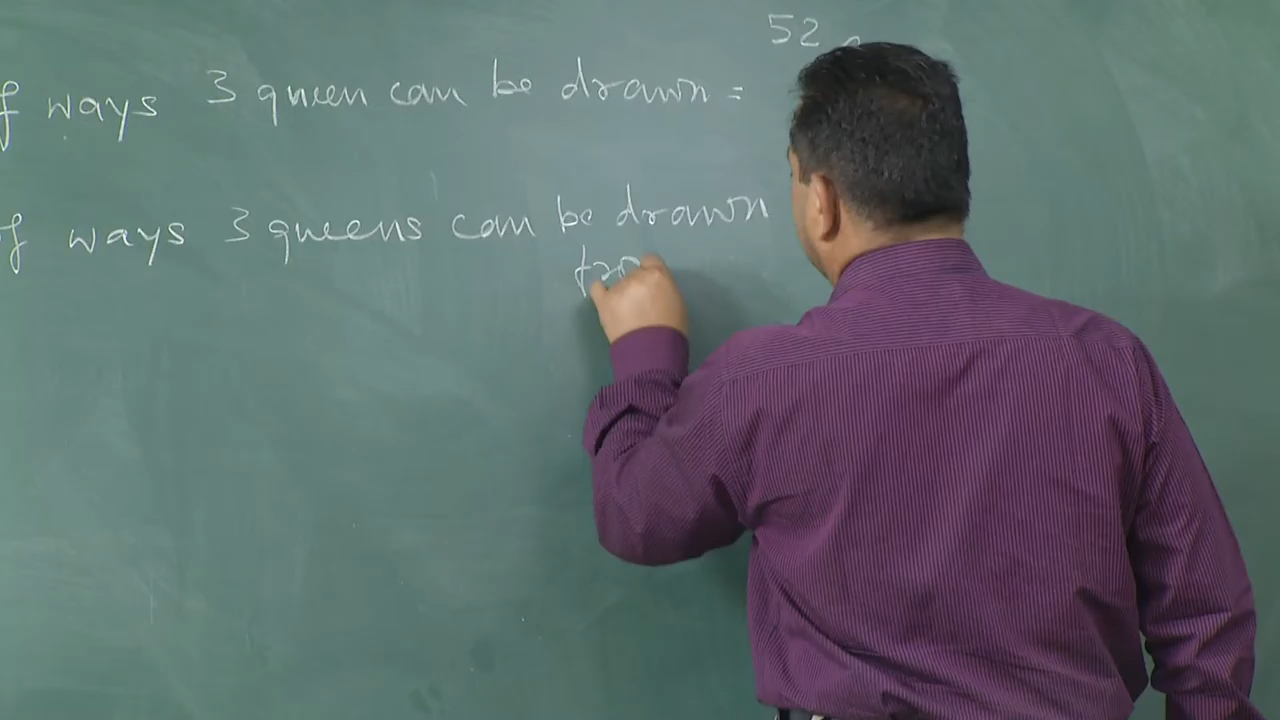 52
ways 3 queen can be drawn =
ways 3 queens can be drawn